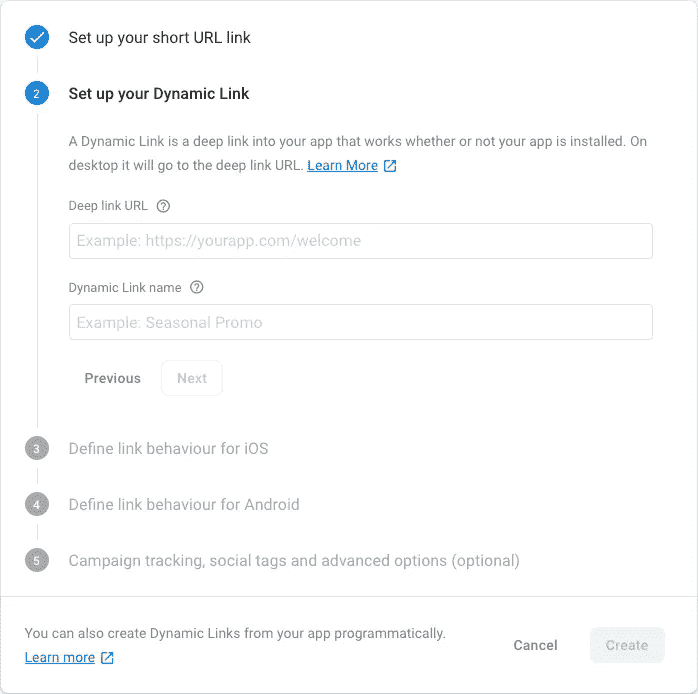 Set up your short URL link
2
Set up your Dynamic Link
A Dynamic Link is a deep link into your app that works whether or not your app is installed. On
desktop it will go to the deep link URL. Learn More
Deep link URL ?
Example: https://yourapp.com/welcome
Dynamic Link name ?
Example: Seasonal Promo
Previous Next
3 Define link behaviour for iOS
4 Define link behaviour for Android
5 Campaign tracking, social tags and advanced options (optional)
You can also create Dynamic Links from your app programmatically.
Learn more
Cancel Create